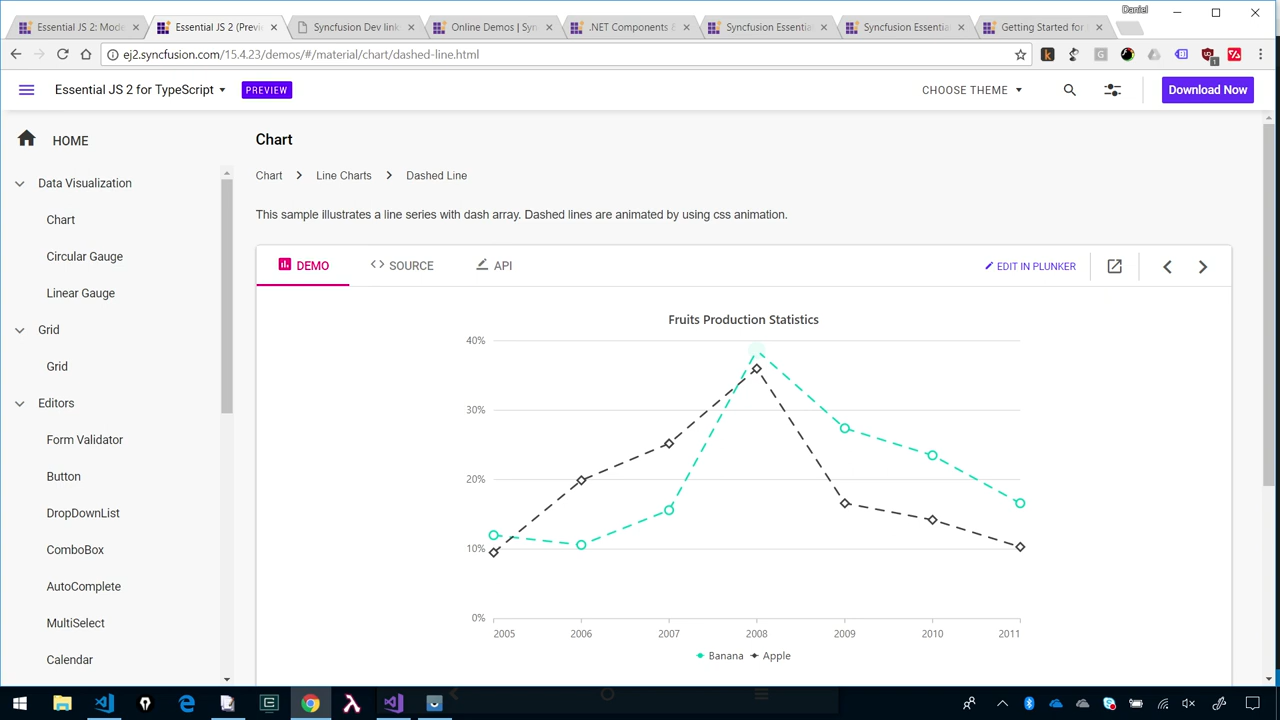 Daniel
Essential JS 2: Mode
Essential JS 2 (Previ
Syncfusion Dev link
Online Demos | Syn
.NET Components E
Syncfusion Essentia
Syncfusion Essentia
Getting Started for
ej2.syncfusion.com/15.4.23/demos/#/material/chart/dashed-line.html
Essential JS 2 for TypeScript
PREVIEW
CHOOSE THEME
Download Now
HOME
Data Visualization
Chart
Circular Gauge
Linear Gauge
Grid
Grid
Editors
Form Validator
Button
DropDownList
ComboBox
AutoComplete
MultiSelect
Calendar
Chart
Chart > Line Charts > Dashed Line
This sample illustrates a line series with dash array. Dashed lines are animated by using css animation.
DEMO
SOURCE
API
EDIT IN PLUNKER
Fruits Production Statistics
40%
30%
20%
10%
0%
2005 2006 2007 2008 2009 2010 2011
Banana Apple